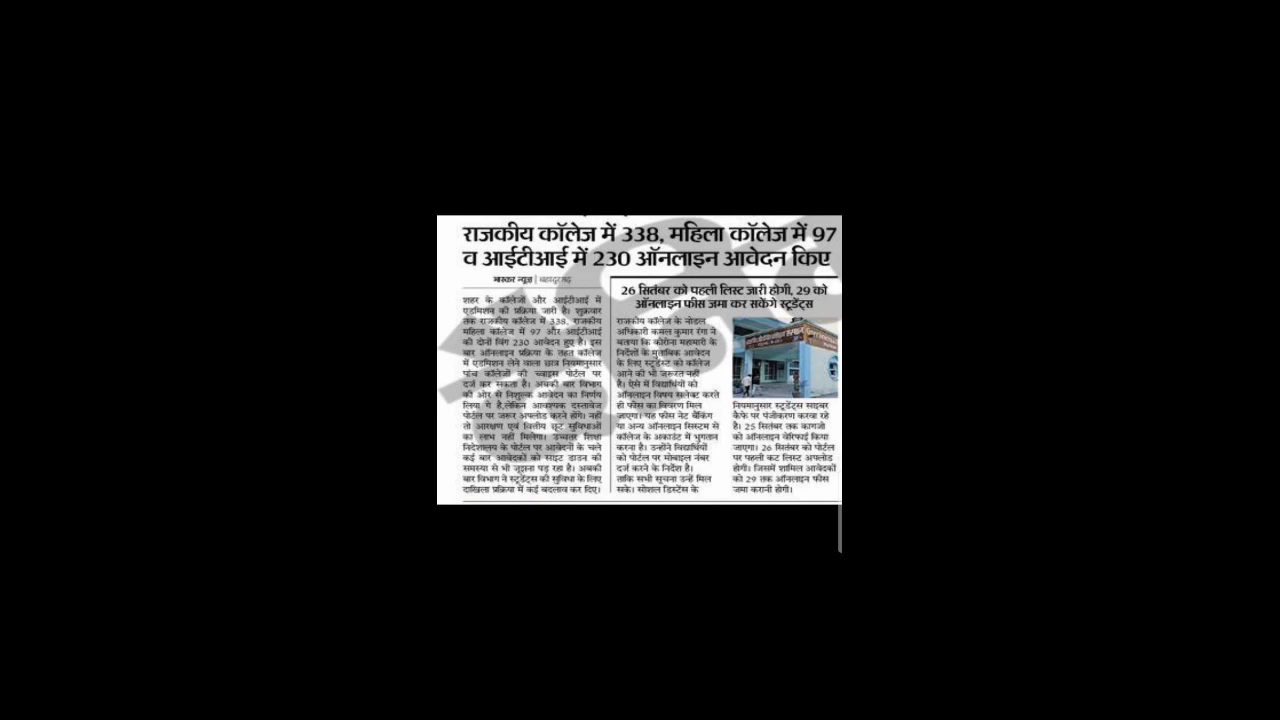 राजकीय कॉलेज में 338, महिला कॉलेज में 97
व आईटीआई में 230 ऑनलाइन आवेदन किए
भास्कर न्यूज | बहादुरगढ़
शहर के कॉलेजों और आईटीआई में
एडमिशन की प्रक्रिया जारी है। शुक्रवार
तक राजकीय कॉलेज में 338, राजकीय
महिला कॉलेज में 97 और आईटीआई
की दोनों विंग 230 आवेदन हुए है। इस
बार ऑनलाइन प्रक्रिया के तहत कॉलेज
में एडमिशन लेने वाला छात्र नियमानुसार
पांच कॉलेजों की च्वाइस पोर्टल पर
दर्ज कर सकता है। अबकी बार विभाग
की ओर से निशुल्क आवेदन का निर्णय
लिया गे है,लेकिन आवश्यक दस्तावेज
पोर्टल पर जरूर अपलोड करने होंगे। नहीं
तो आरक्षण एवं वित्तीय छूट सुविधाओं
का लाभ नहीं मिलेगा। उच्चतर शिक्षा
निदेशालय के पोर्टल पर आवेदनों के चलते
कई बार आवेदकों को साइट डाउन की
समस्या से भी जूझना पड़ रहा है। अबकी
बार विभाग ने स्टूडेंट्स की सुविधा के लिए
दाखिला प्रक्रिया में कई बदलाव कर दिए।
26 सितंबर को पहली लिस्ट जारी होगी, 29 को
ऑनलाइन फीस जमा कर सकेंगे स्टूडेंट्स
राजकीय कॉलेज के नोडल
अधिकारी कमल कुमार रंगा ने
बताया कि कोरोना महामारी के
निर्देशों के मुताबिक आवेदन
के लिए स्टूडेंस्ट को कॉलेज
आने की भी जरूरत नहीं
है। ऐसे में विद्यार्थियों को
ऑनलाइन विषय सलेक्ट करते
ही फीस का विवरण मिल
जाएगा। यह फीस नेट बैंकिंग
या अन्य ऑनलाइन सिस्टम से
कॉलेज के अकाउंट में भुगतान
करना है। उन्होंने विद्यार्थियों
को पोर्टल पर मोबाइल नंबर
दर्ज करने के निर्देश है।
ताकि सभी सूचना उन्हें मिल
सके। सोशल डिस्टेंस के
नियमानुसार स्टूडेंट्स साइबर
कैफे पर पंजीकरण करवा रहे
है। 25 सितंबर तक कागजों
को ऑनलाइन वेरिफाई किया
जाएगा। 26 सितंबर को पोर्टल
पर पहली कट लिस्ट अपलोड
होगी। जिसमें शामिल आवेदकों
को 29 तक ऑनलाइन फीस
जमा करानी होगी।